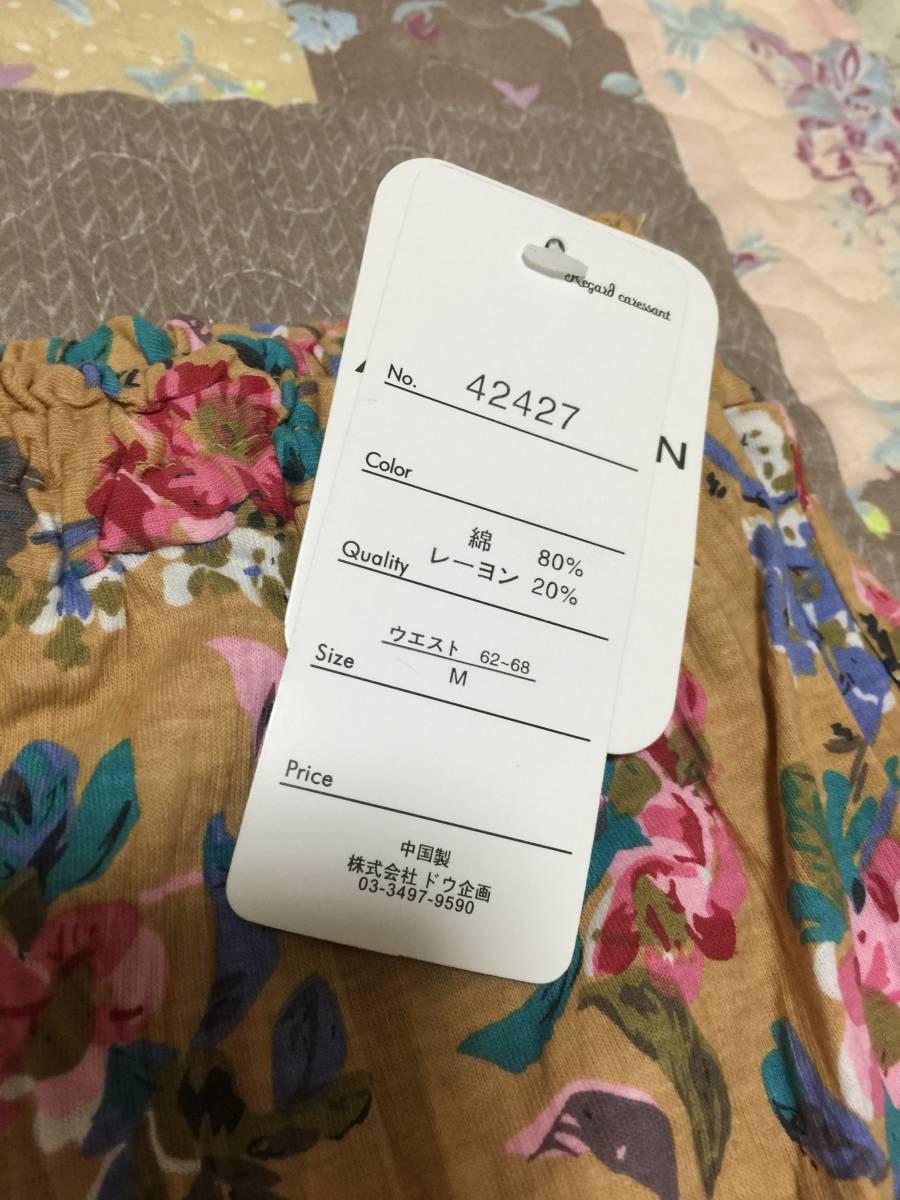 Regard caressant
No. 42427
N
Color
綿 80%
Quality レーヨン 20%
ウエスト 62~68
Size M
Price
中国製
株式会社 ドウ企画
03-3497-9590